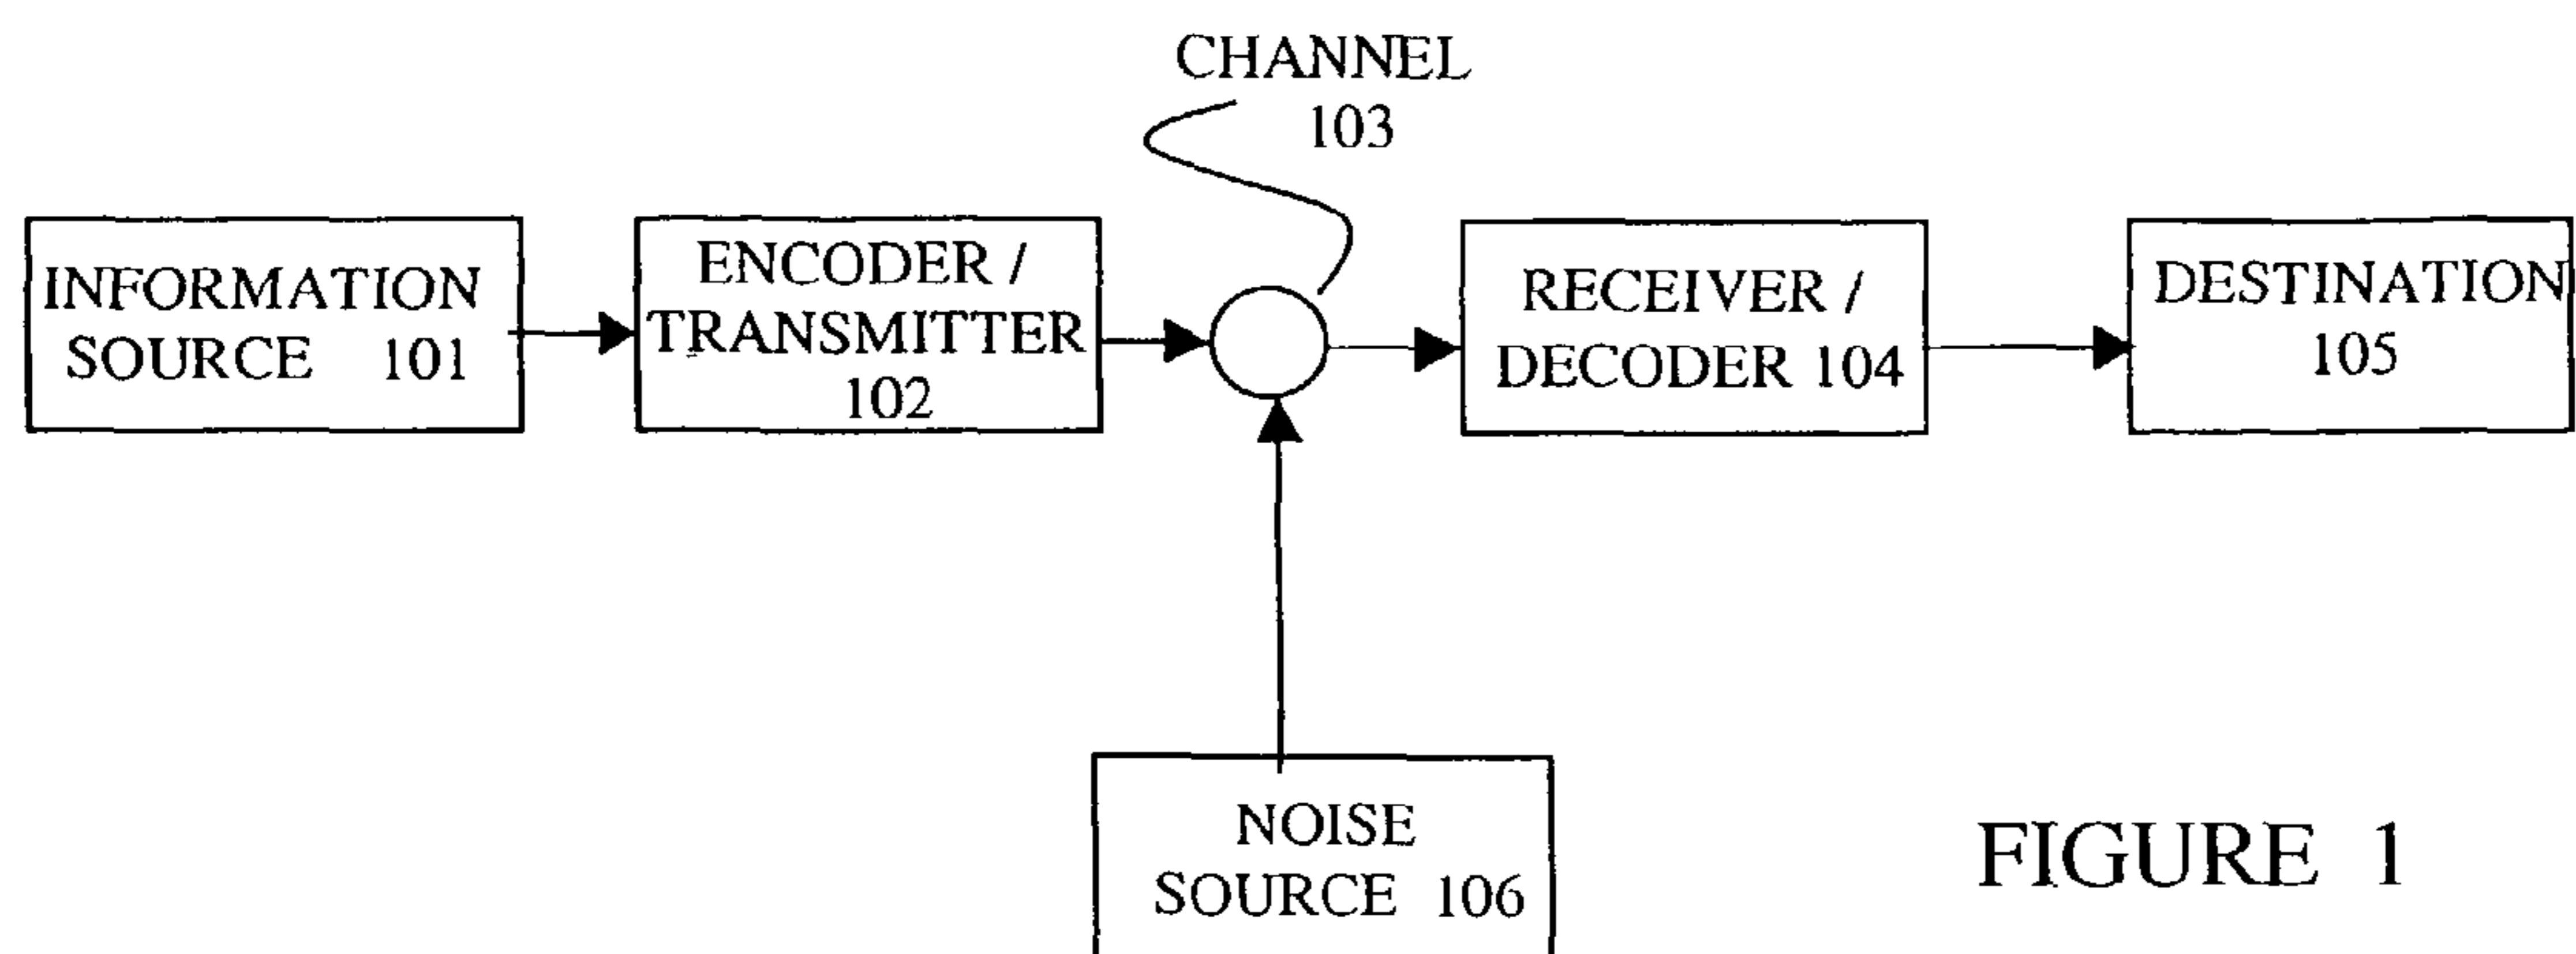 CHANNEL
103
INFORMATION
SOURCE 101
ENCODER /
TRANSMITTER
102
RECEIVER /
DECODER 104
DESTINATION
105
NOISE
SOURCE 106
FIGURE 1